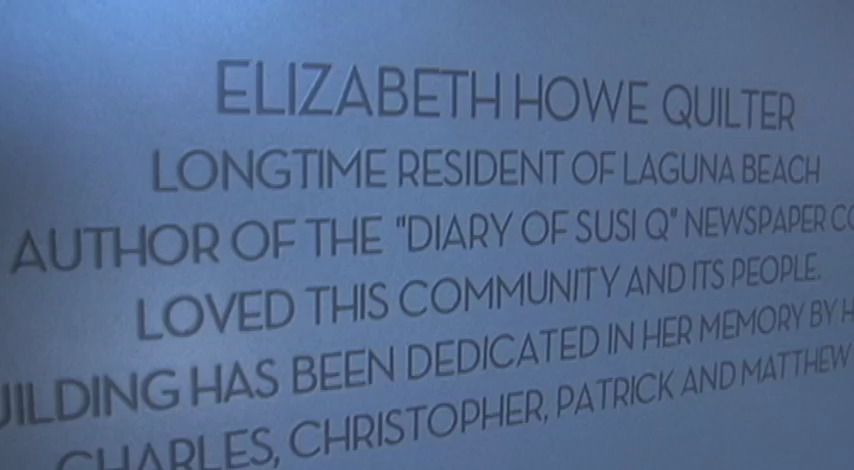 ELIZABETH HOWE QUILTER
LONGTIME RESIDENT OF LAGUNA BEACH
AUTHOR OF THE "DIARY OF SUSI Q" NEWSPAPER
LOVED THIS COMMUNITY AND ITS PEOPLE.
HAS BEEN DEDICATED IN HER MEMORY BY
CHARLES, CHRISTOPHER, PATRICK AND MATTHEW